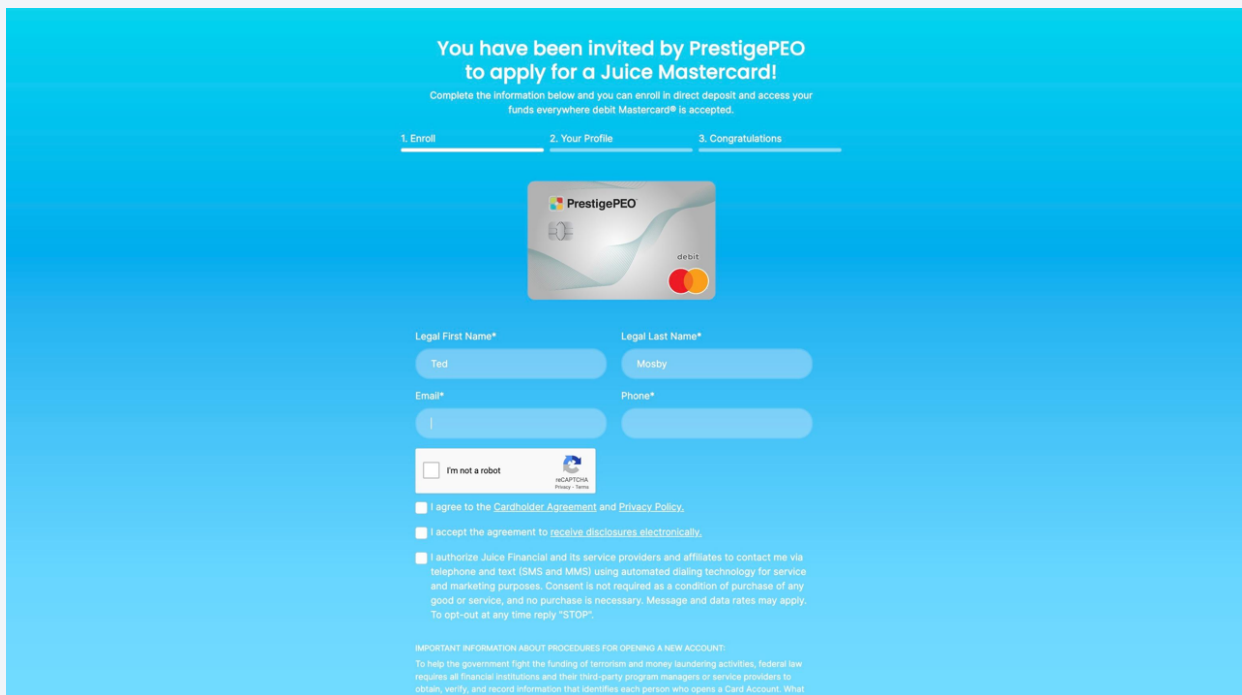 You have been invited by PrestigePEO
to apply for a Juice Mastercard!
Complete the information below and you can enroll in direct deposit and access your
funds everywhere debit Mastercard® is accepted.
1. Enroll
2. Your Profile
3. Congratulations
PrestigePEO
debit
Legal First Name*
Legal Last Name*
Ted
Mosby
Email*
Phone*
I'm not a robot
reCAPTCHA
Privacy - Terms
I agree to the Cardholder Agreement and Privacy Policy.
I accept the agreement to receive disclosures electronically.
I authorize Juice Financial and its service providers and affiliates to contact me via
telephone and text (SMS and MMS) using automated dialing technology for service
and marketing purposes. Consent is not required as a condition of purchase of any
good or service, and no purchase is necessary. Message and data rates may apply.
To opt-out at any time reply "STOP".
IMPORTANT INFORMATION ABOUT PROCEDURES FOR OPENING A NEW ACCOUNT:
To help the government fight the funding of terrorism and money laundering activities, federal law
requires all financial institutions and their third-party program managers or service providers to
obtain, verify, and record information that identifies each person who opens a Card Account. What